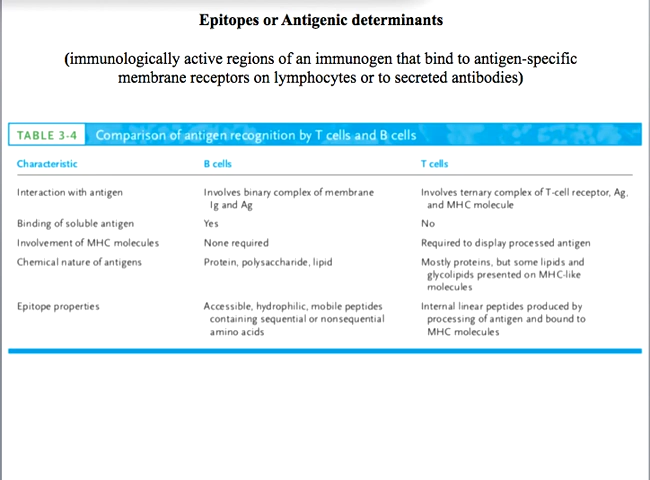 Epitopes or Antigenic determinants
(immunologically active regions of an immunogen that bind to antigen-specific
membrane receptors on lymphocytes or to secreted antibodies)
TABLE 3-4 Comparison of antigen recognition by T cells and B cells
Characteristic B cells T cells
Interaction with antigen Involves binary complex of membrane Involves ternary complex of T-cell receptor, Ag,
Ig and Ag and MHC molecule
Binding of soluble antigen Yes No
Involvement of MHC molecules None required Required to display processed antigen
Chemical nature of antigens Protein, polysaccharide, lipid Mostly proteins, but some lipids and
glycolipids presented on MHC-like
molecules
Epitope properties Accessible, hydrophilic, mobile peptides Internal linear peptides produced by
containing sequential or nonsequential processing of antigen and bound to
amino acids MHC molecules